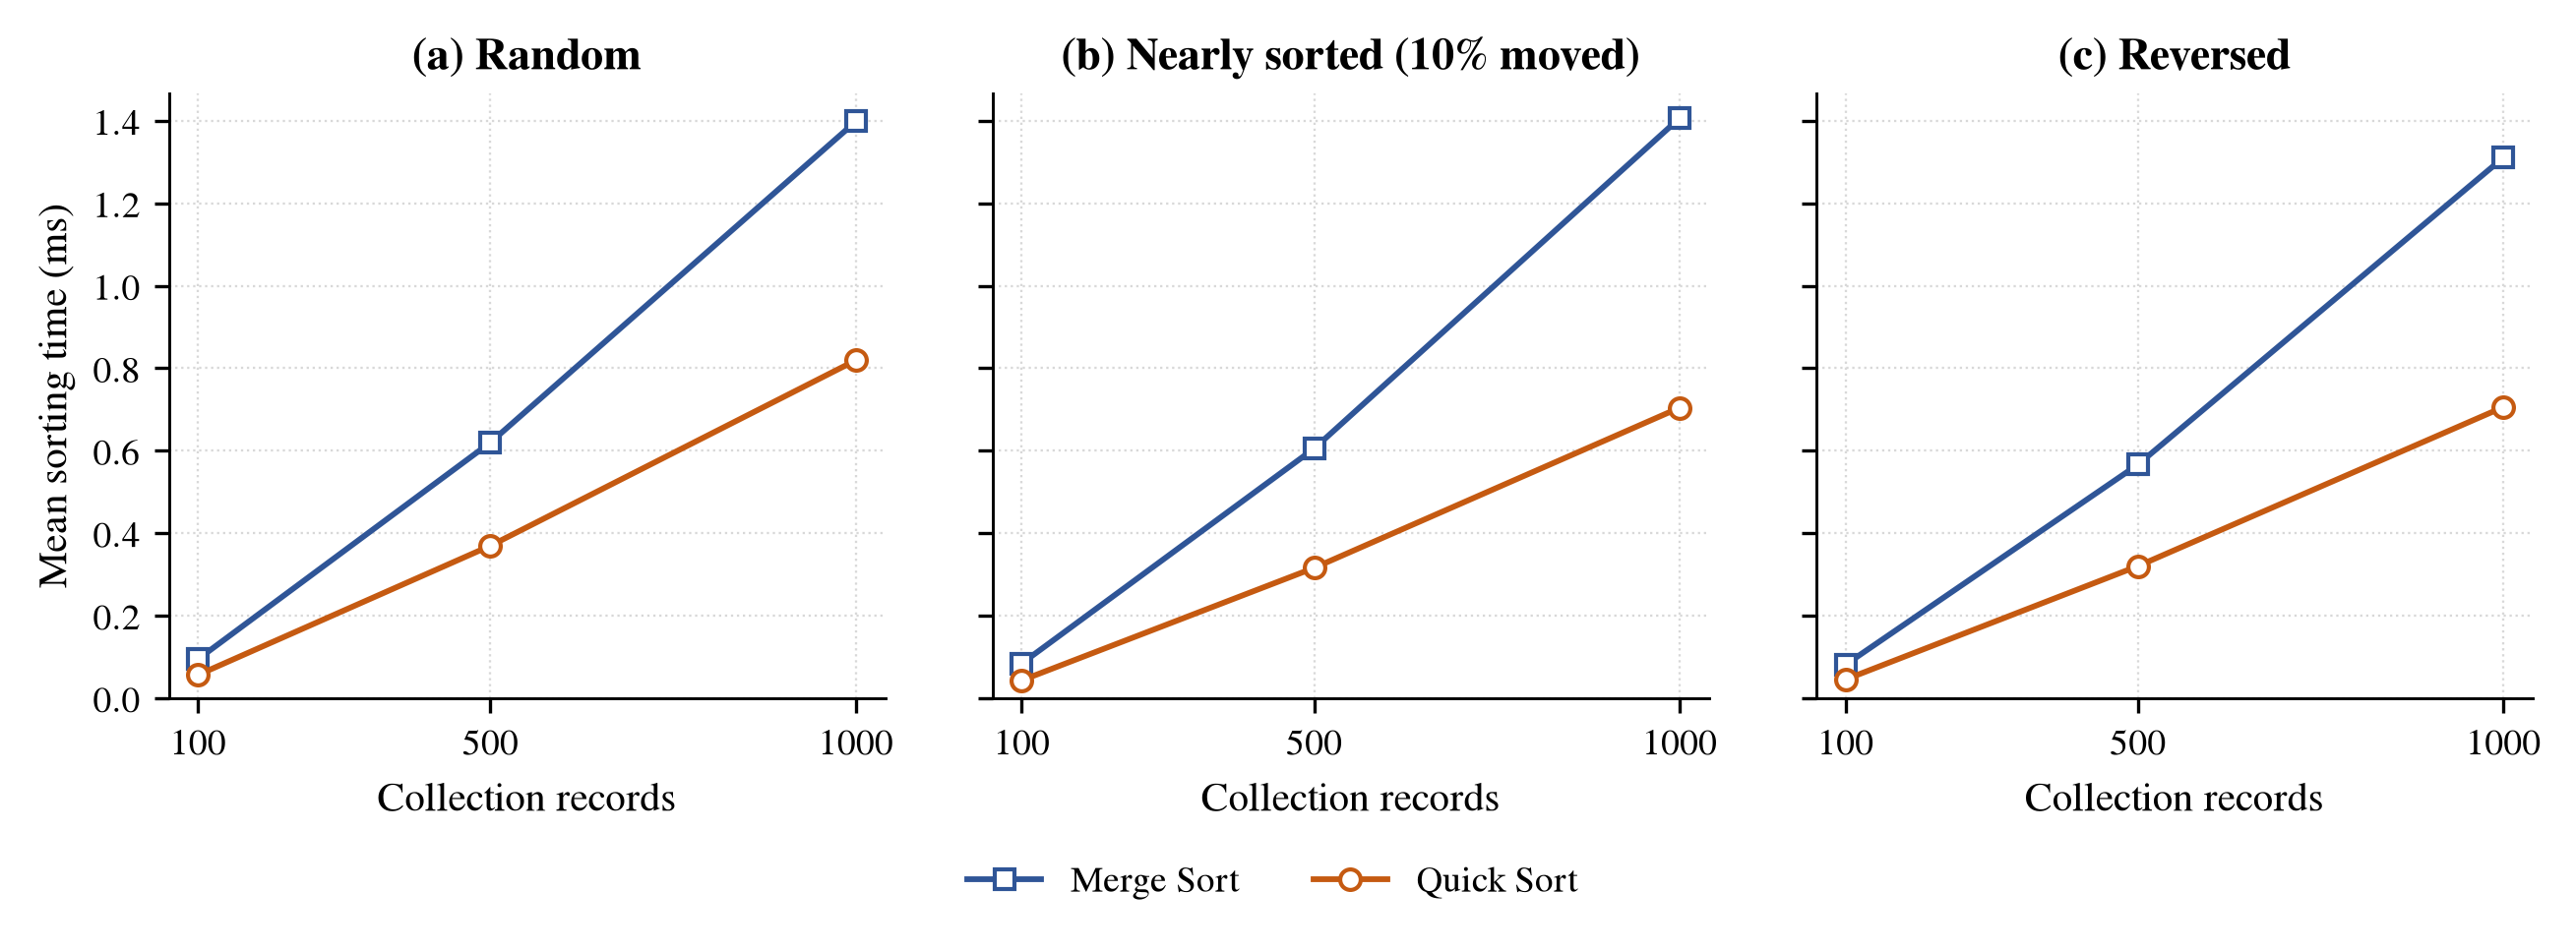 (a) Random
(b) Nearly sorted (10% moved)
(c) Reversed
Mean sorting time (ms)
1.4
1.2
1.0
0.8
0.6
0.4
0.2
0.0
100 500 1000
100 500 1000
100 500 1000
Collection records
Collection records
Collection records
Merge Sort
Quick Sort